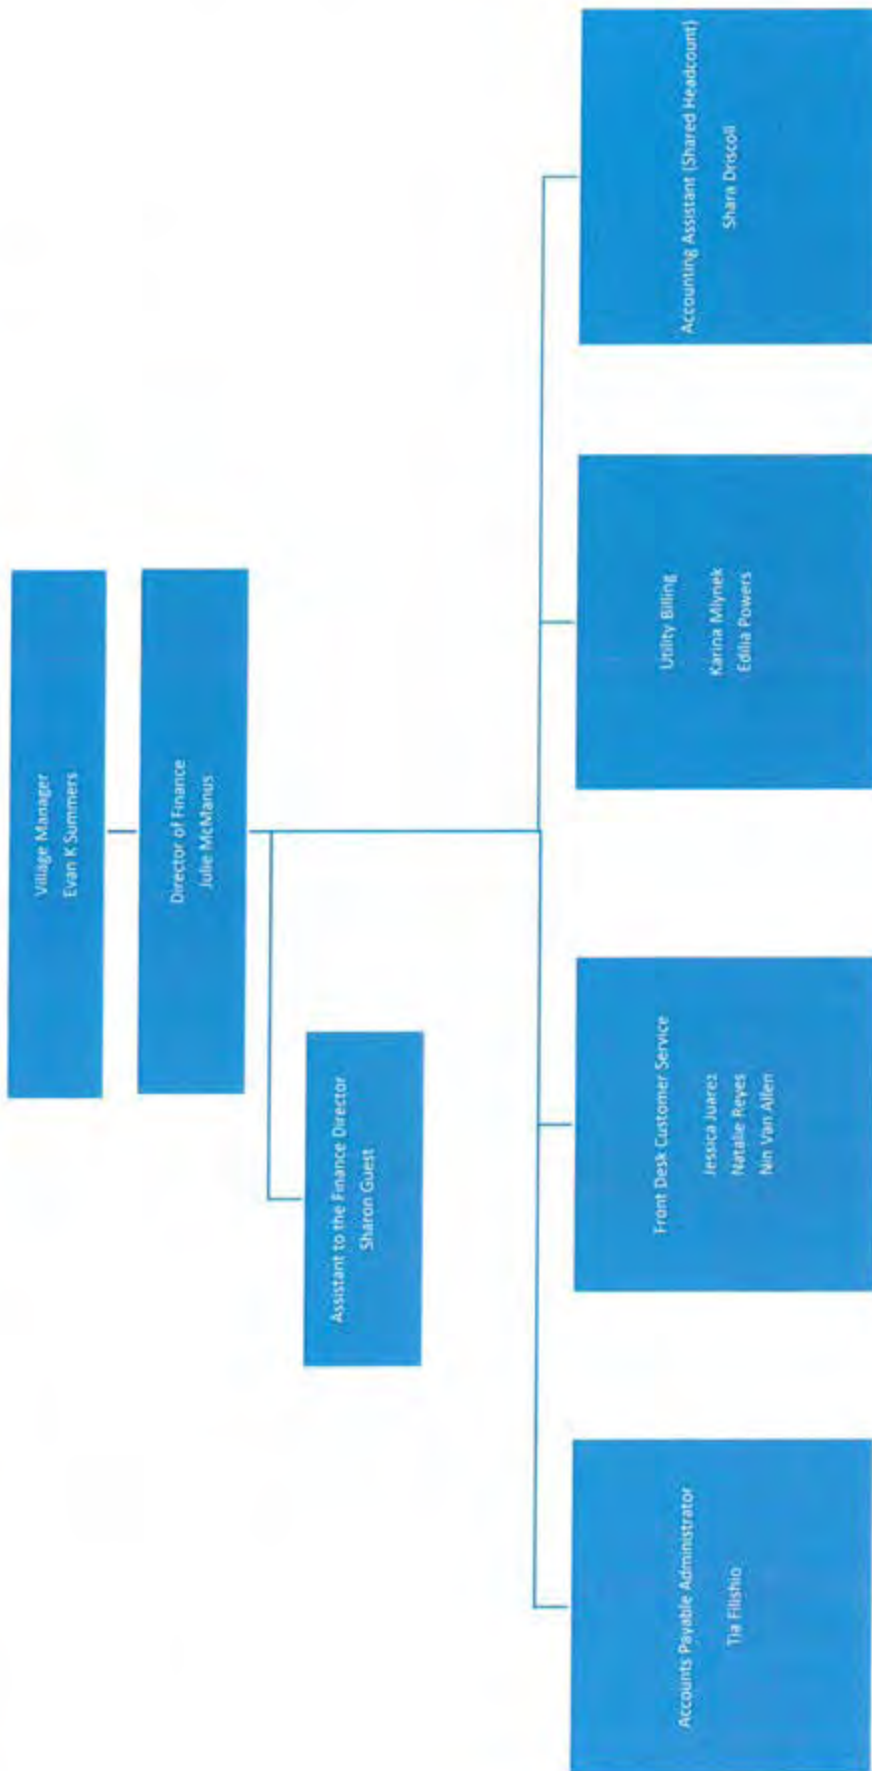 Village Manager
Evan K Summers
Director of Finance
Julie McManus
Assistant to the Finance Director
Sharon Guest
Accounts Payable Administrator
Tia Filishio
Front Desk Customer Service
Jessica Juarez
Natalie Reyes
Nin Van Allen
Utility Billing
Karina Mlynek
Edilia Powers
Accounting Assistant (Shared Headcount)
Shara Driscoll